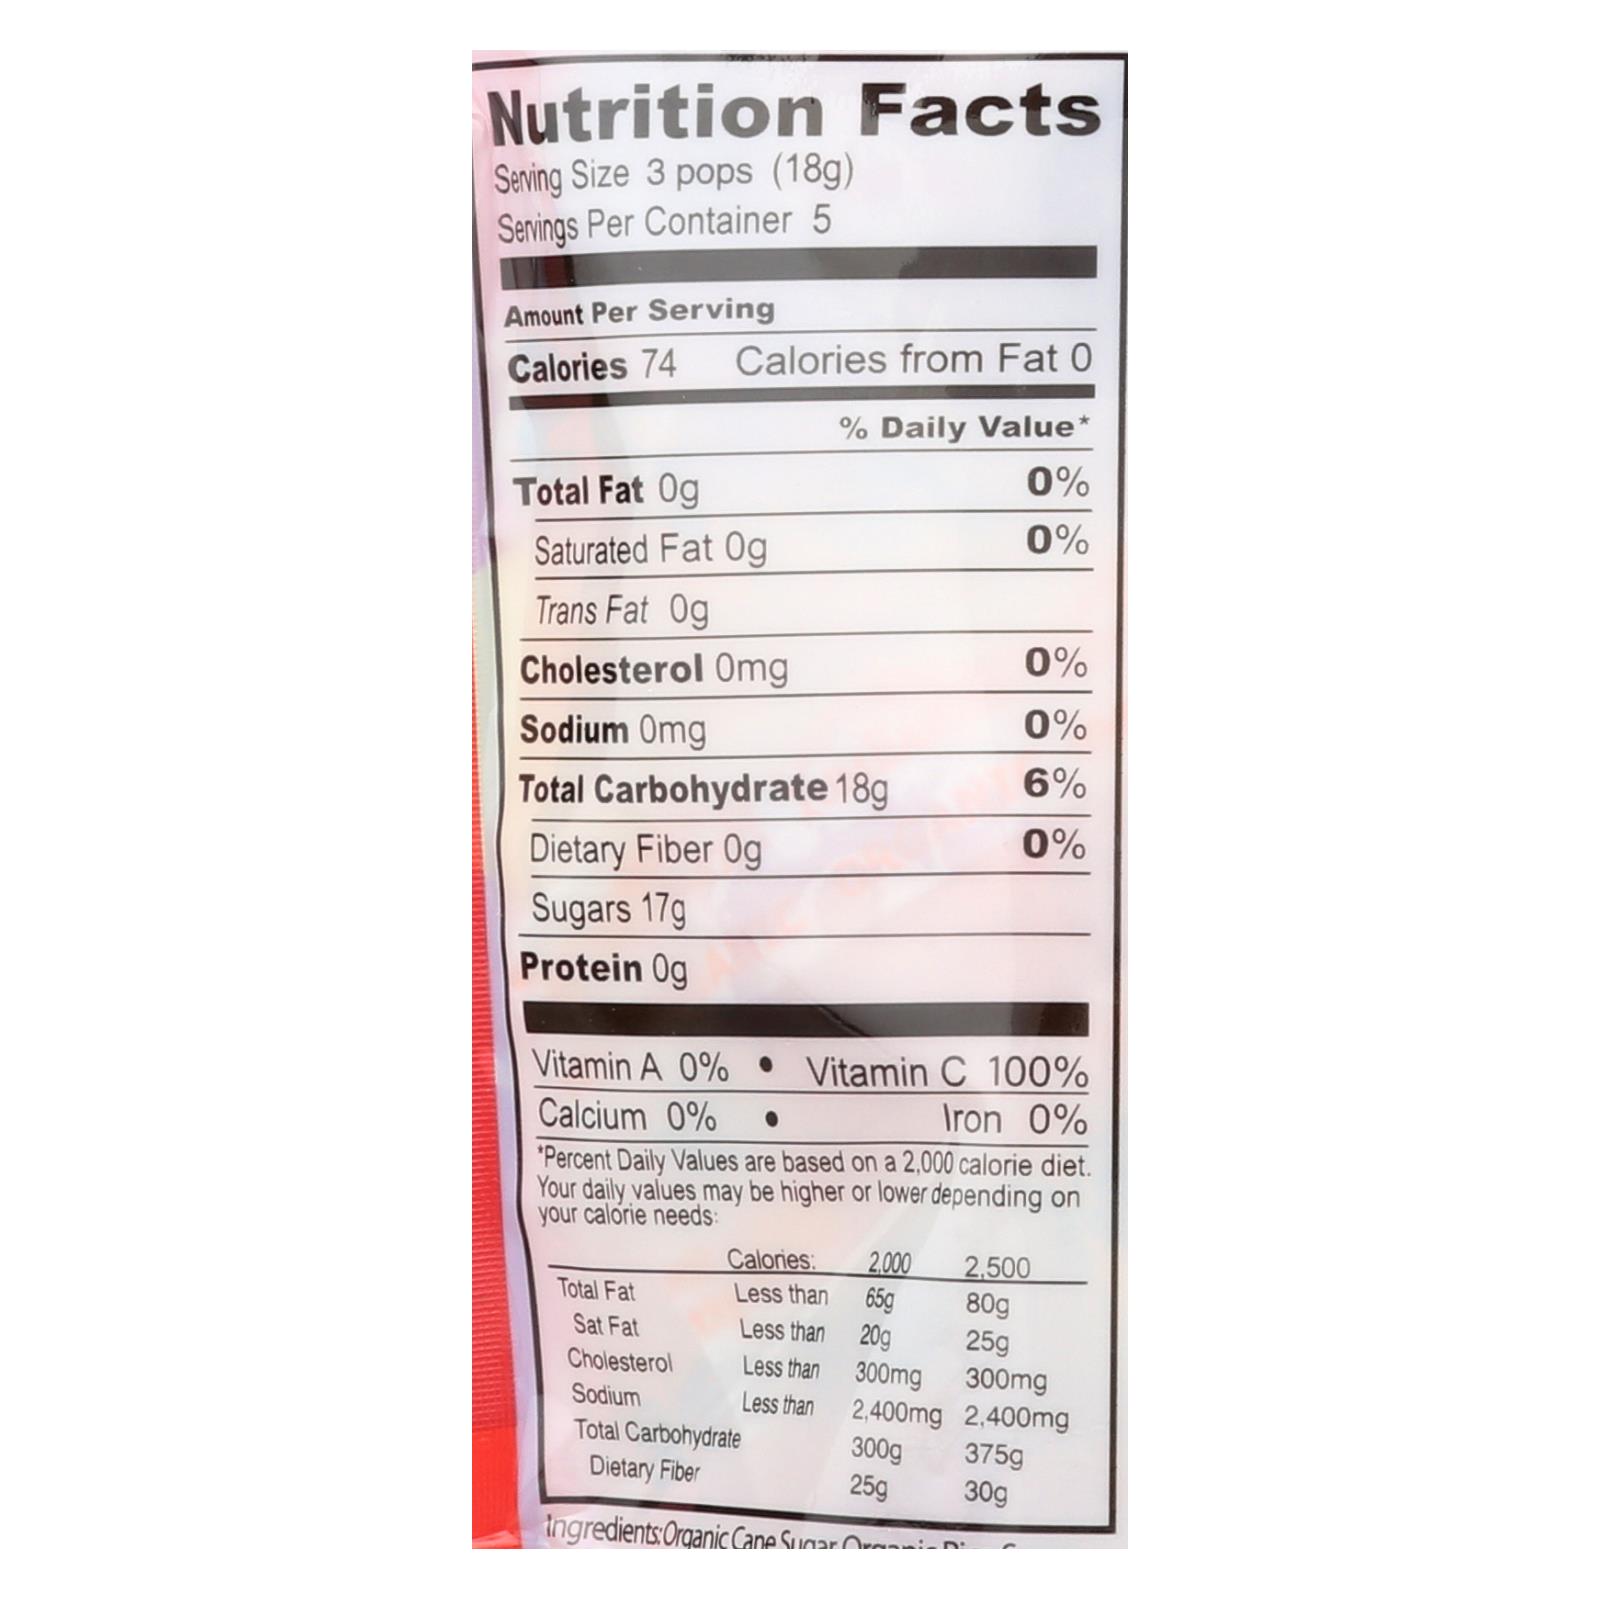 Nutrition Facts
Serving Size 3 pops (18g)
Servings Per Container 5
Amount Per Serving
Calories 74 Calories from Fat 0
% Daily Value*
Total Fat 0g 0%
Saturated Fat 0g 0%
Trans Fat 0g
Cholesterol 0mg 0%
Sodium 0mg 0%
Total Carbohydrate 18g 6%
Dietary Fiber 0g 0%
Sugars 17g
Protein 0g
Vitamin A 0% • Vitamin C 100%
Calcium 0% • Iron 0%
*Percent Daily Values are based on a 2,000 calorie diet.
Your daily values may be higher or lower depending on
your calorie needs:
Calories: 2,000 2,500
Total Fat Less than 65g 80g
Sat Fat Less than 20g 25g
Cholesterol Less than 300mg 300mg
Sodium Less than 2,400mg 2,400mg
Total Carbohydrate 300g 375g
Dietary Fiber 25g 30g
Ingredients: Organic Cane Sugar Organic